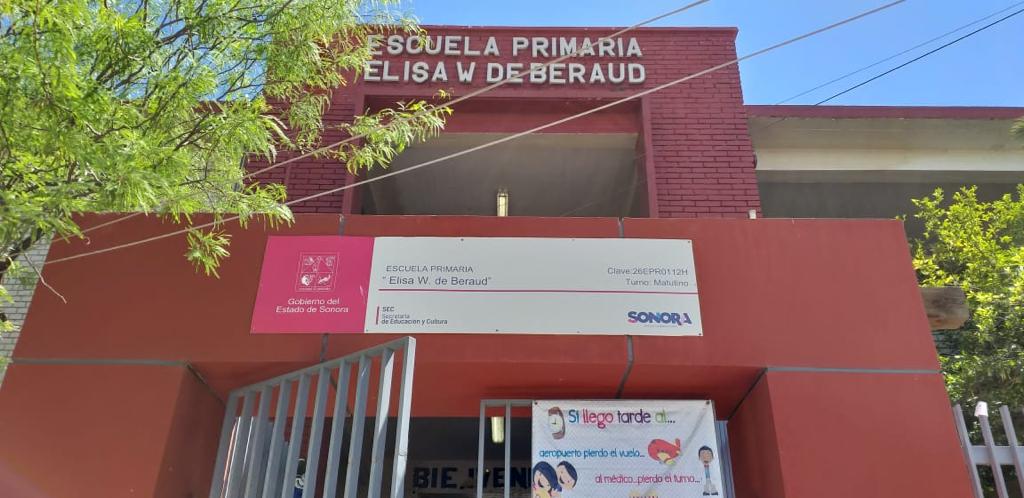 ESCUELA PRIMARIA
ELISA W DE BERAUD
ESCUELA PRIMARIA
" Elisa W. de Beraud"
Clave:26EPR0112H
Turno: Matutino
Gobierno del
Estado de Sonora
SEC
Secretaría
de Educación y Cultura
SONORA
Si llego tarde al...
aeropuerto pierdo el vuelo...
al médico...pierdo el turno...